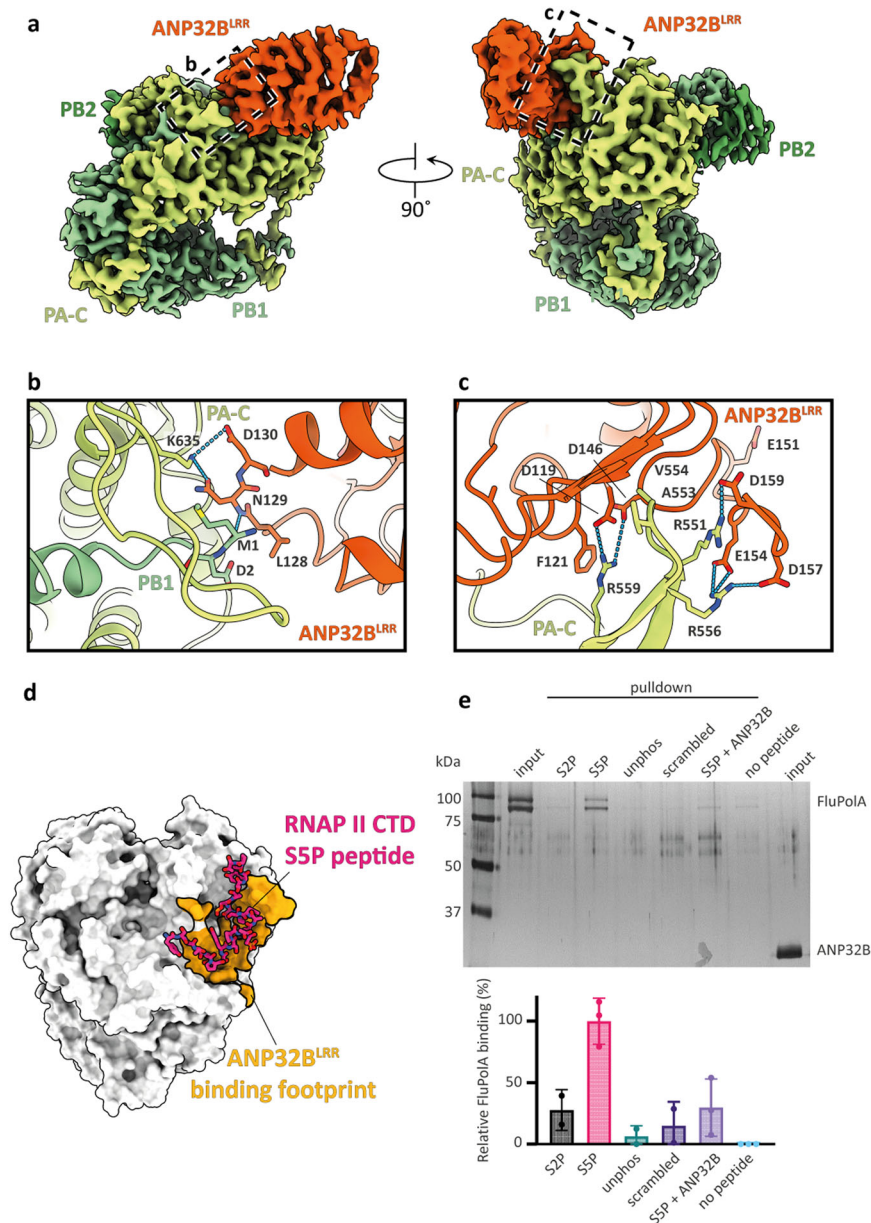 a
ANP32B^LRR
b
PB2
PA-C
PB1
90°
c
ANP32B^LRR
PA-C
PB2
PB1
b
PA-C
K635
D130
N129
M1
L128
D2
PB1
ANP32B^LRR
c
ANP32B^LRR
D146
E151
D119
V554
D159
A553
R551
F121
E154
D157
R559
PA-C
R556
d
RNAP II CTD
S5P peptide
ANP32B^LRR
binding footprint
e
pulldown
kDa
input
S2P
S5P
unphos
scrambled
S5P + ANP32B
no peptide
input
100
75
50
37
FluPolA
ANP32B
Relative FluPolA binding (%)
100
50
0
S2P
S5P
unphos
scrambled
S5P + ANP32B
no peptide